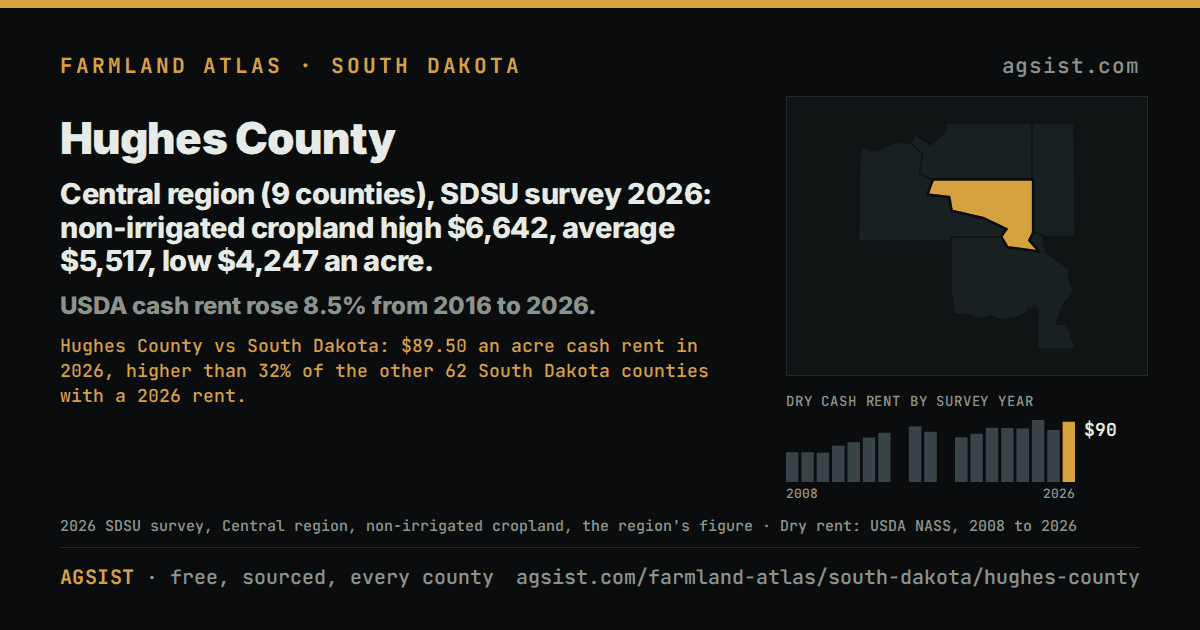 FARMLAND ATLAS · SOUTH DAKOTA
agsist.com
Hughes County
Central region (9 counties), SDSU survey 2026:
non-irrigated cropland high $6,642, average
$5,517, low $4,247 an acre.
USDA cash rent rose 8.5% from 2016 to 2026.
Hughes County vs South Dakota: $89.50 an acre cash rent in
2026, higher than 32% of the other 62 South Dakota counties
with a 2026 rent.
DRY CASH RENT BY SURVEY YEAR
$90
2008
2026
2026 SDSU survey, Central region, non-irrigated cropland, the region's figure · Dry rent: USDA NASS, 2008 to 2026
AGSIST · free, sourced, every county
agsist.com/farmland-atlas/south-dakota/hughes-county